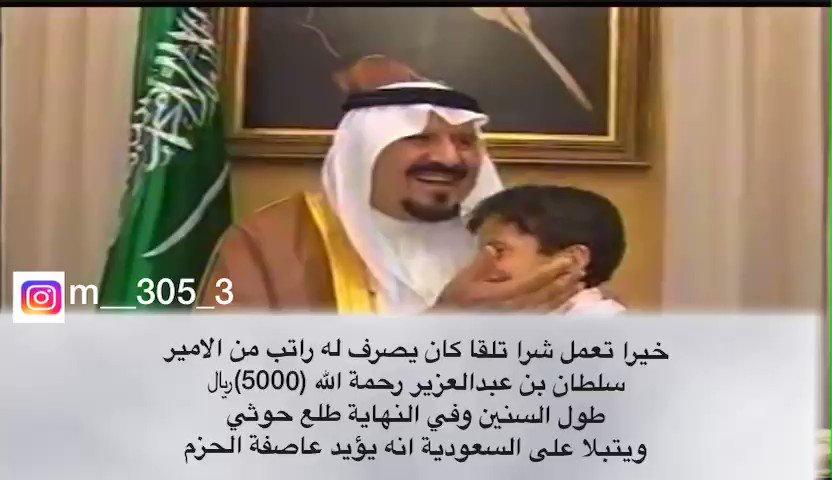 m__305_3
خيرا تعمل شرا تلقا كان يصرف له راتب من الامير
سلطان بن عبدالعزيز رحمة الله (5000)ريال
طول السنين وفي النهاية طلع حوثي
ويتبلا على السعودية انه يؤيد عاصفة الحزم